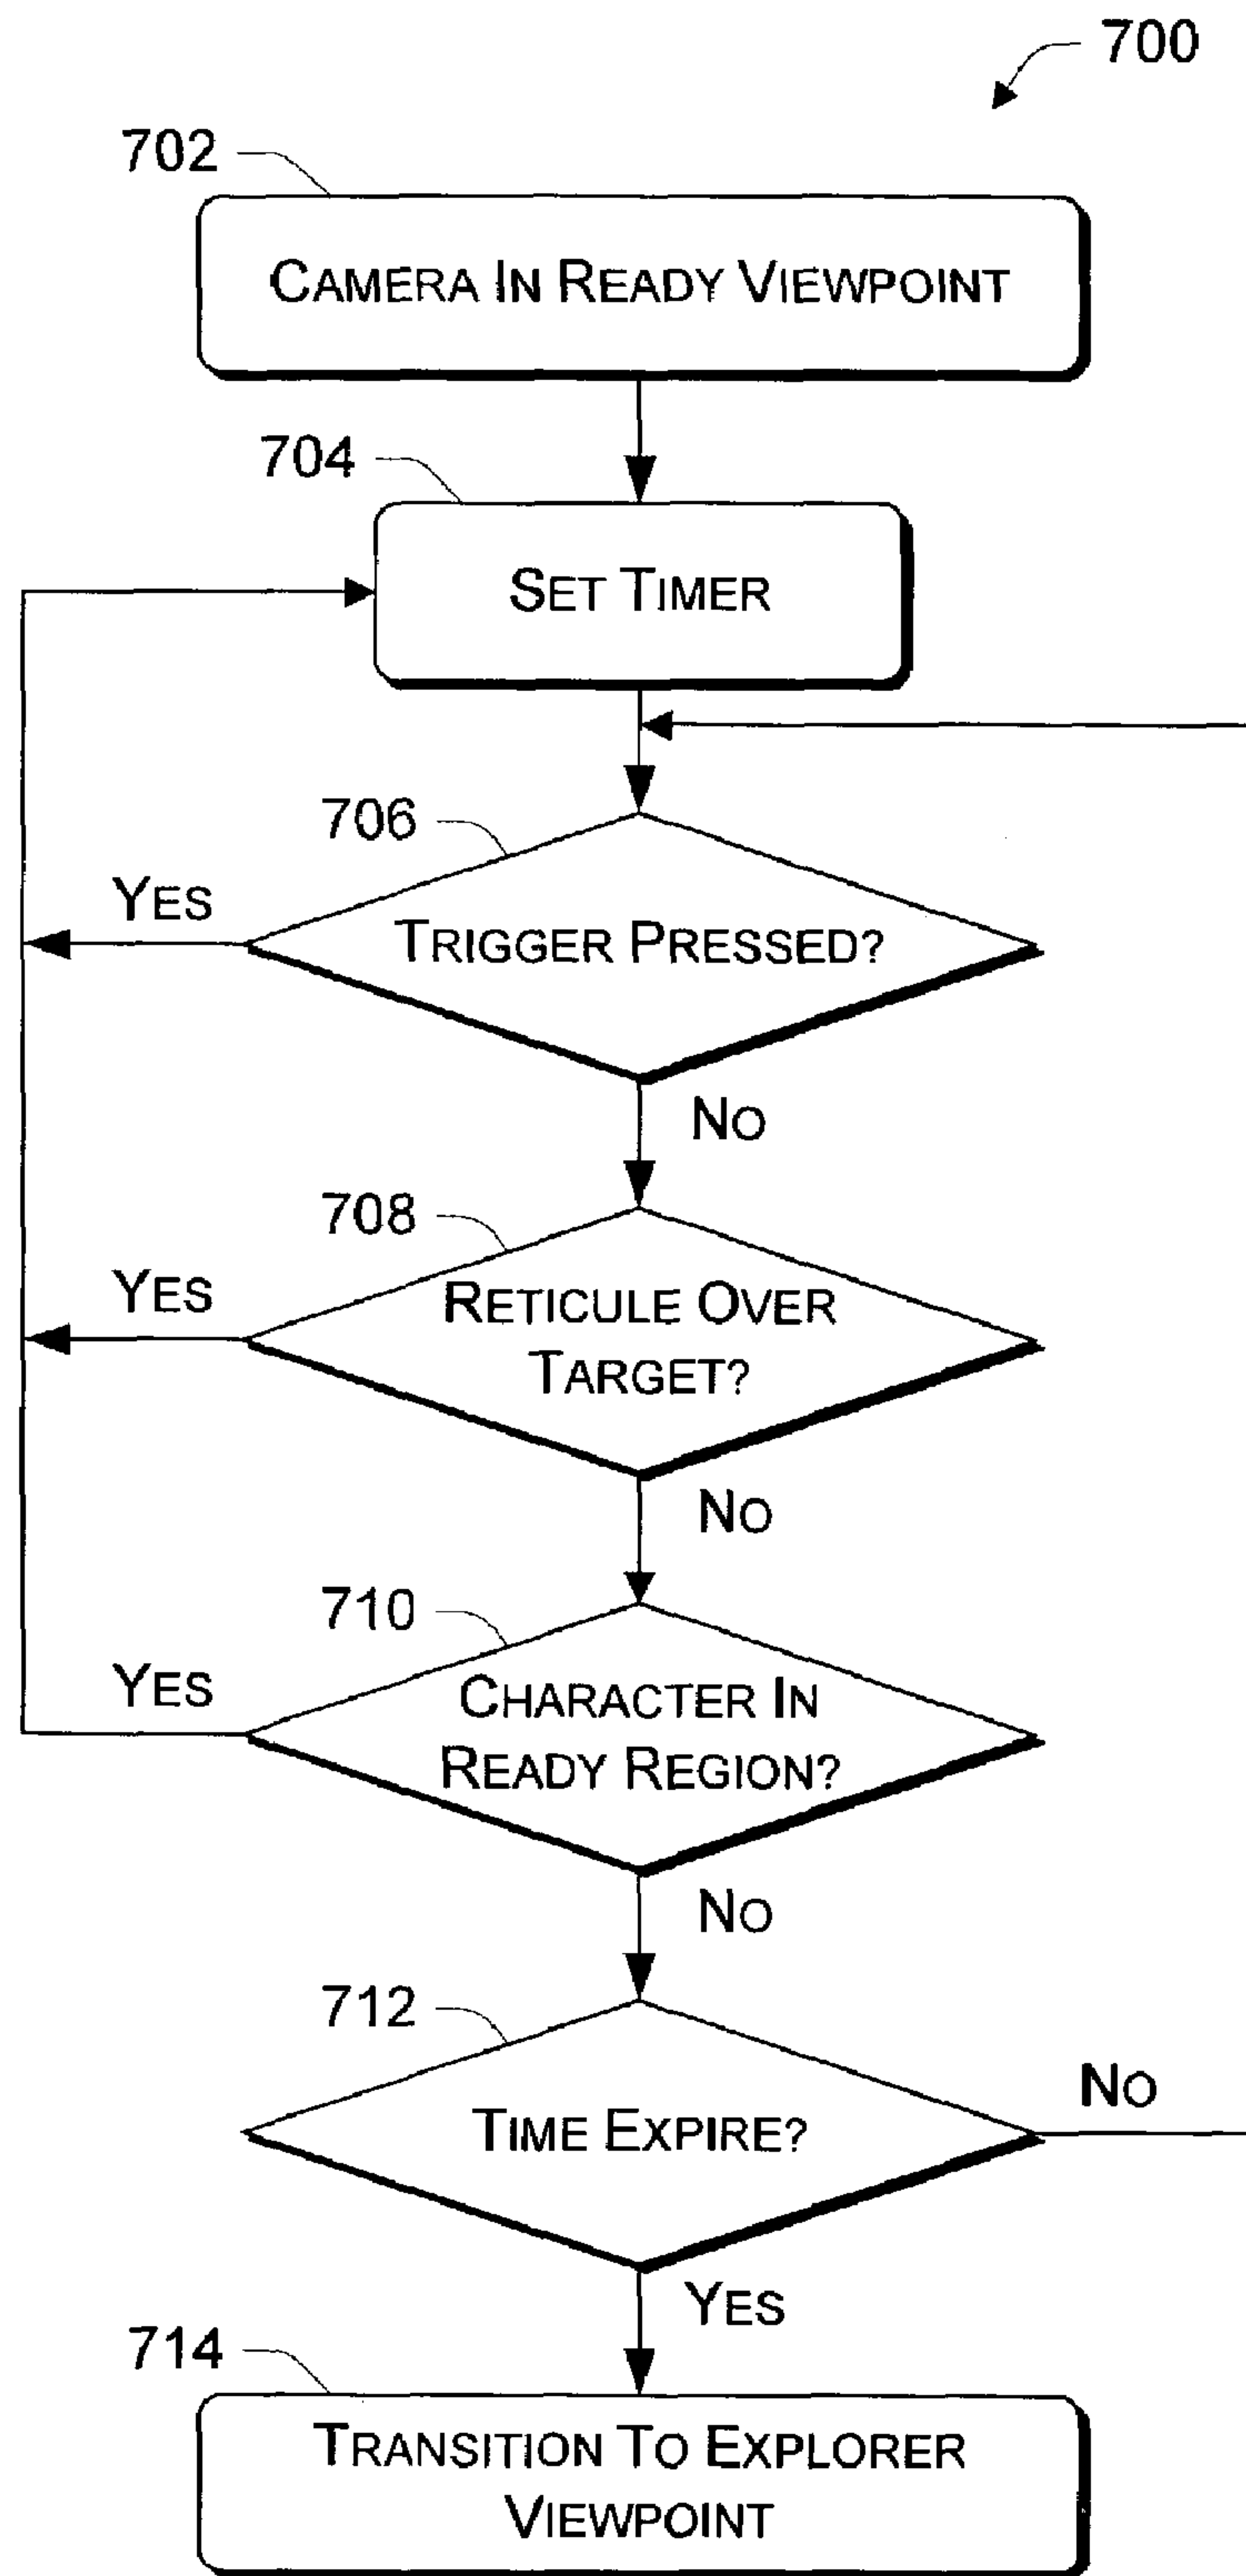 700
702
CAMERA IN READY VIEWPOINT
704
SET TIMER
706
YES
TRIGGER PRESSED?
NO
708
YES
RETICULE OVER
TARGET?
NO
710
YES
CHARACTER IN
READY REGION?
NO
712
NO
TIME EXPIRE?
YES
714
TRANSITION TO EXPLORER
VIEWPOINT